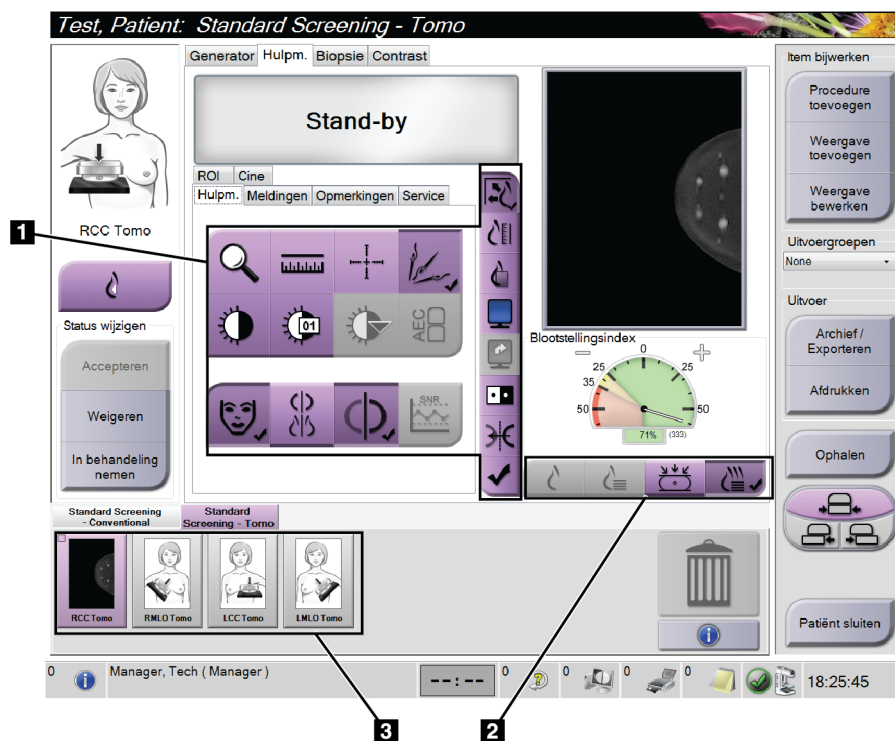 Test, Patient: Standard Screening - Tomo
Generator Hulpm. Biopsie Contrast
Stand-by
ROI Cine
Hulpm. Meldingen Opmerkingen Service
01
AEC
SNR
1
RCC Tomo
Status wijzigen
Accepteren
Weigeren
In behandeling
nemen
Blootstellingsindex
0
25 25
35
50 50
71% (333)
Item bijwerken
Procedure
toevoegen
Weergave
toevoegen
Weergave
bewerken
Uitvoergroepen
None
Uitvoer
Archief /
Exporteren
Afdrukken
Ophalen
Patiënt sluiten
Standard Screening
- Conventional
Standard
Screening - Tomo
RCC Tomo RMLO Tomo LCC Tomo LMLO Tomo
0 Manager, Tech ( Manager ) --:-- 0 0 0 0 18:25:45
3 2